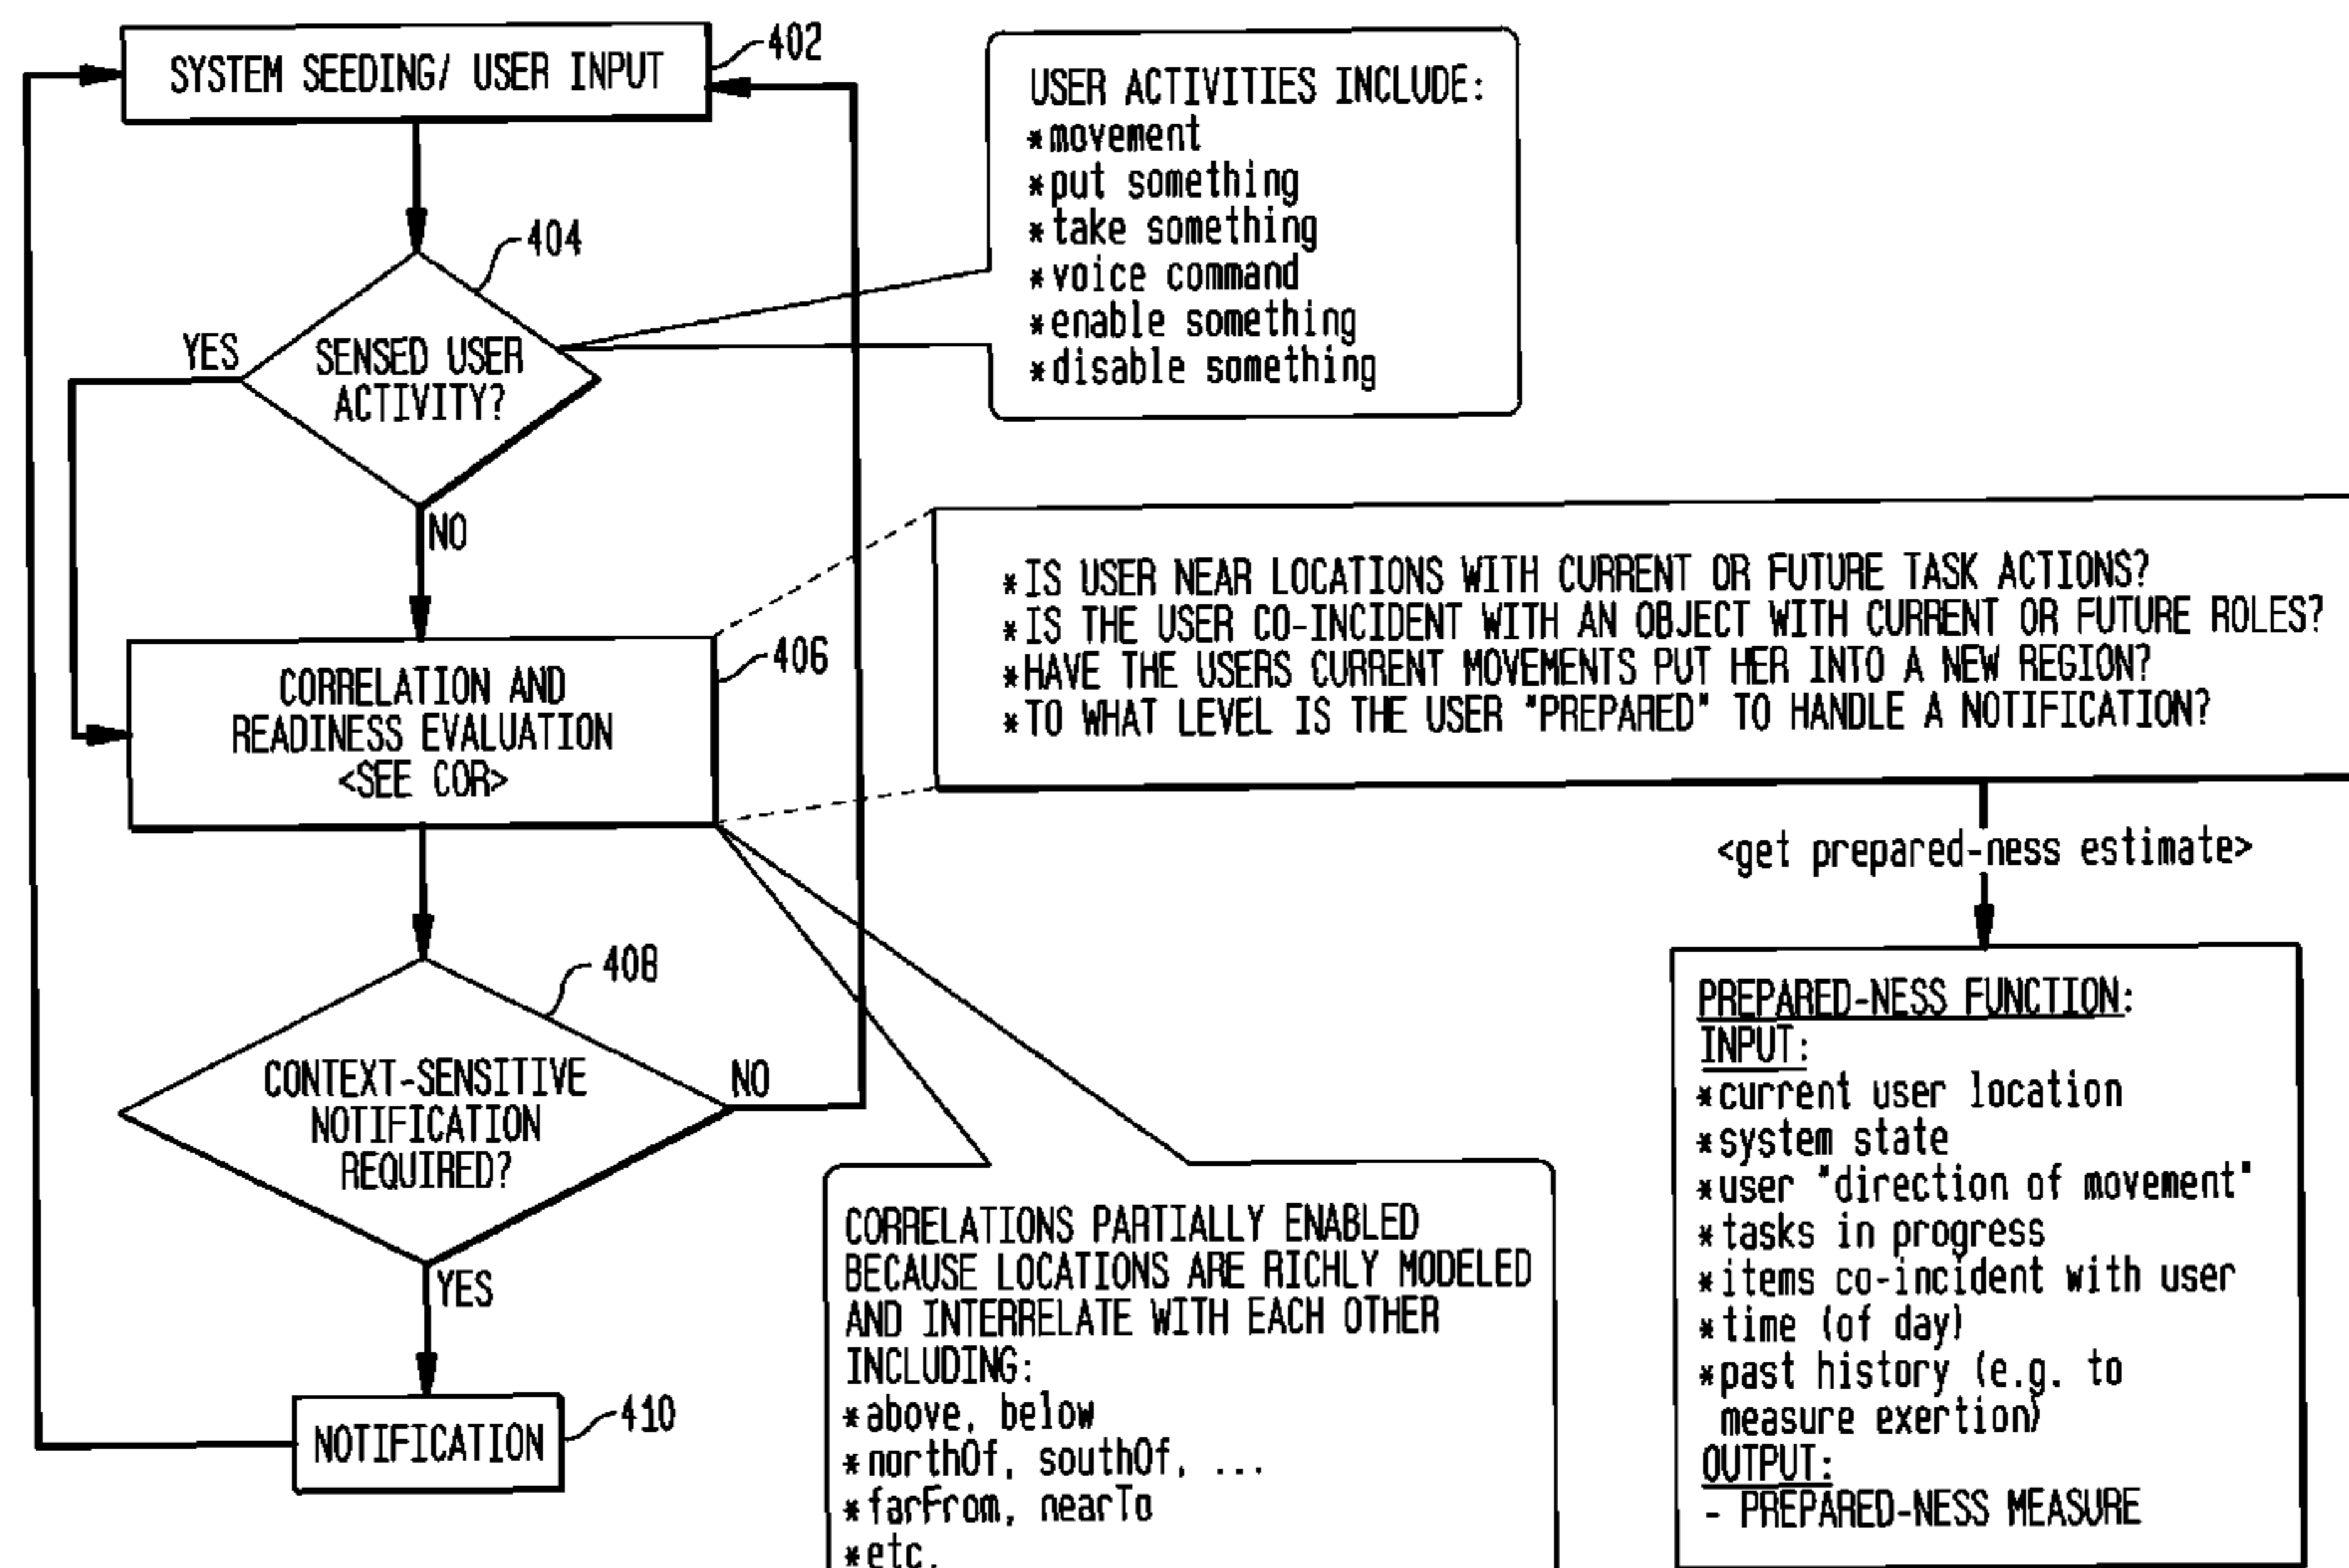 SYSTEM SEEDING/ USER INPUT
402
USER ACTIVITIES INCLUDE:
*movement
*put something
*take something
*voice command
*enable something
*disable something
404
YES
SENSED USER
ACTIVITY?
NO
CORRELATION AND
READINESS EVALUATION
<SEE COR>
406
*IS USER NEAR LOCATIONS WITH CURRENT OR FUTURE TASK ACTIONS?
*IS THE USER CO-INCIDENT WITH AN OBJECT WITH CURRENT OR FUTURE ROLES?
*HAVE THE USERS CURRENT MOVEMENTS PUT HER INTO A NEW REGION?
*TO WHAT LEVEL IS THE USER "PREPARED" TO HANDLE A NOTIFICATION?
<get prepared-ness estimate>
408
CONTEXT-SENSITIVE
NOTIFICATION
REQUIRED?
NO
YES
NOTIFICATION
410
CORRELATIONS PARTIALLY ENABLED
BECAUSE LOCATIONS ARE RICHLY MODELED
AND INTERRELATE WITH EACH OTHER
INCLUDING:
*above, below
*northOf, southOf, ...
*farFrom, nearTo
*etc.
PREPARED-NESS FUNCTION:
INPUT:
*current user location
*system state
*user "direction of movement"
*tasks in progress
*items co-incident with user
*time (of day)
*past history (e.g. to
measure exertion)
OUTPUT:
- PREPARED-NESS MEASURE